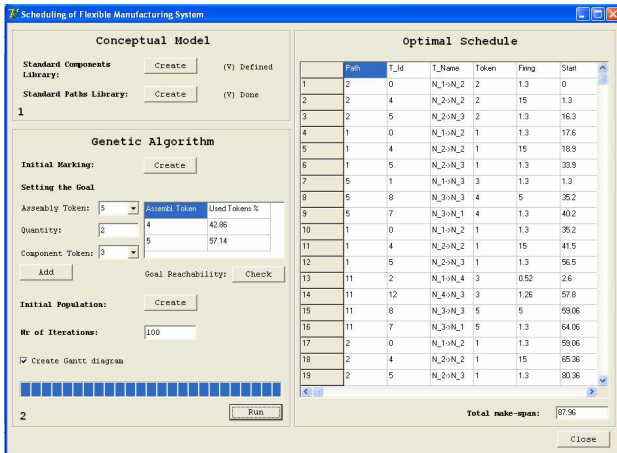 Scheduling of Flexible Manufacturing System
Conceptual Model
Standard Components Library:
Create
(V) Defined
Standard Paths Library:
Create
(V) Done
1
Genetic Algorithm
Initial Marking:
Create
Setting the Goal
Assembly Token: 5
Quantity: 2
Component Token: 3
Assembl. Token Used Tokens %
4 42.86
5 57.14
Add
Goal Reachability: Check
Initial Population: Create
Nr of Iterations: 100
Create Gantt diagram
2
Run
Optimal Schedule
Path T_Id T_Name Token Firing Start
1 2 0 N_1->N_2 2 1.3 0
2 2 4 N_2->N_2 2 15 1.3
3 2 5 N_2->N_3 2 1.3 16.3
4 1 0 N_1->N_2 1 1.3 17.6
5 1 4 N_2->N_2 1 15 18.9
6 1 5 N_2->N_3 1 1.3 33.9
7 5 1 N_1->N_3 3 1.3 1.3
8 5 8 N_3->N_3 4 5 35.2
9 5 7 N_3->N_1 4 1.3 40.2
10 1 0 N_1->N_2 1 1.3 35.2
11 1 4 N_2->N_2 1 15 41.5
12 1 5 N_2->N_3 1 1.3 56.5
13 11 2 N_1->N_4 3 0.52 2.6
14 11 12 N_4->N_3 3 1.26 57.8
15 11 8 N_3->N_3 5 5 59.06
16 11 7 N_3->N_1 5 1.3 64.06
17 2 0 N_1->N_2 1 1.3 59.06
18 2 4 N_2->N_2 1 15 65.36
19 2 5 N_2->N_3 1 1.3 80.36
Total make-span: 87.96
Close